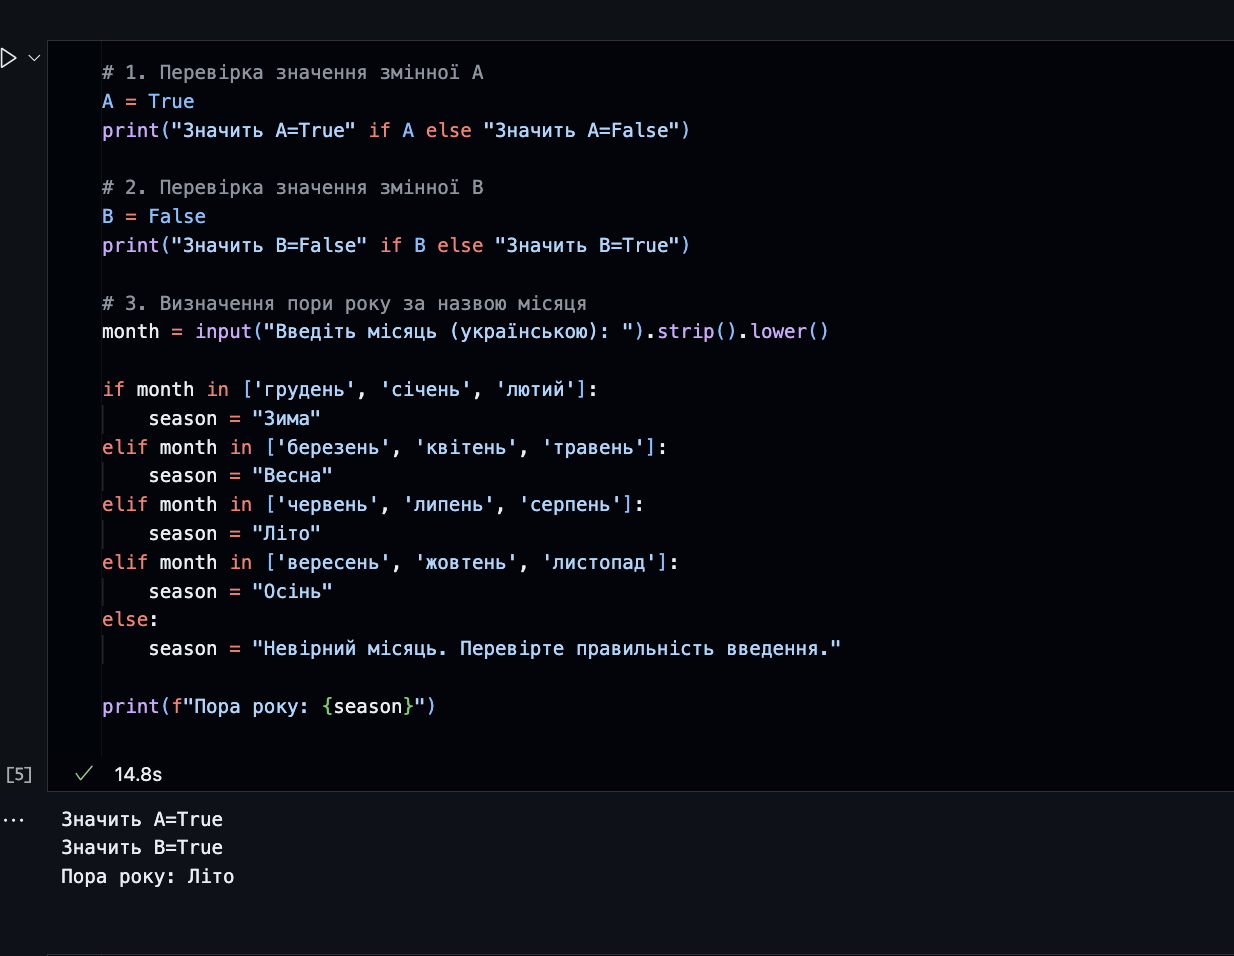 # 1. Перевірка значення змінної A
A = True
print("Значить A=True" if A else "Значить A=False")
# 2. Перевірка значення змінної B
B = False
print("Значить B=False" if B else "Значить B=True")
# 3. Визначення пори року за назвою місяця
month = input("Введіть місяць (українською): ").strip().lower()
if month in ['грудень', 'січень', 'лютий']:
    season = "Зима"
elif month in ['березень', 'квітень', 'травень']:
    season = "Весна"
elif month in ['червень', 'липень', 'серпень']:
    season = "Літо"
elif month in ['вересень', 'жовтень', 'листопад']:
    season = "Осінь"
else:
    season = "Невірний місяць. Перевірте правильність введення."
print(f"Пора року: {season}")
[5] ✓ 14.8s
... Значить A=True
Значить B=True
Пора року: Літо